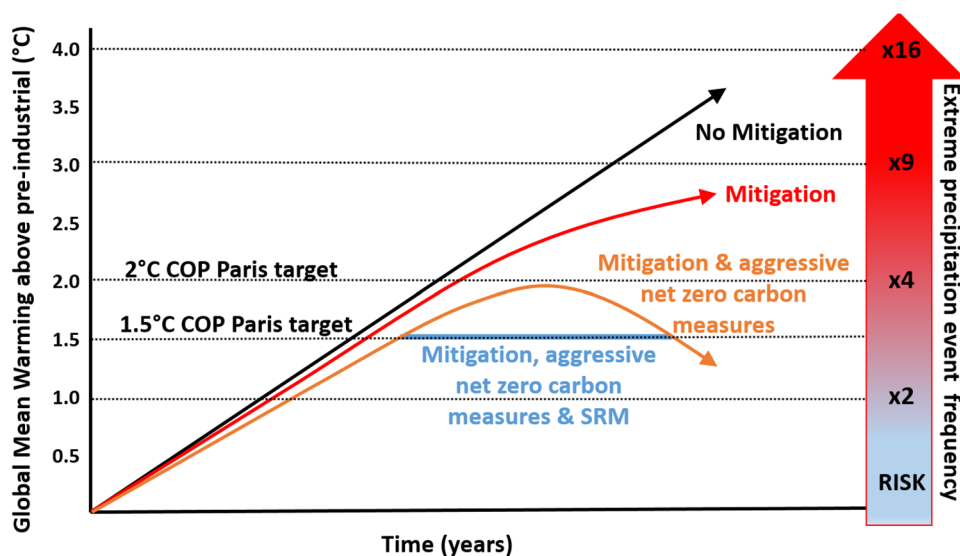 Global Mean Warming above pre-industrial (°C)
4.0
3.5
3.0
2.5
2.0
1.5
1.0
0.5
2°C COP Paris target
1.5°C COP Paris target
No Mitigation
Mitigation
Mitigation & aggressive
net zero carbon
measures
Mitigation, aggressive
net zero carbon
measures & SRM
Time (years)
x16
x9
x4
x2
RISK
Extreme precipitation event frequency